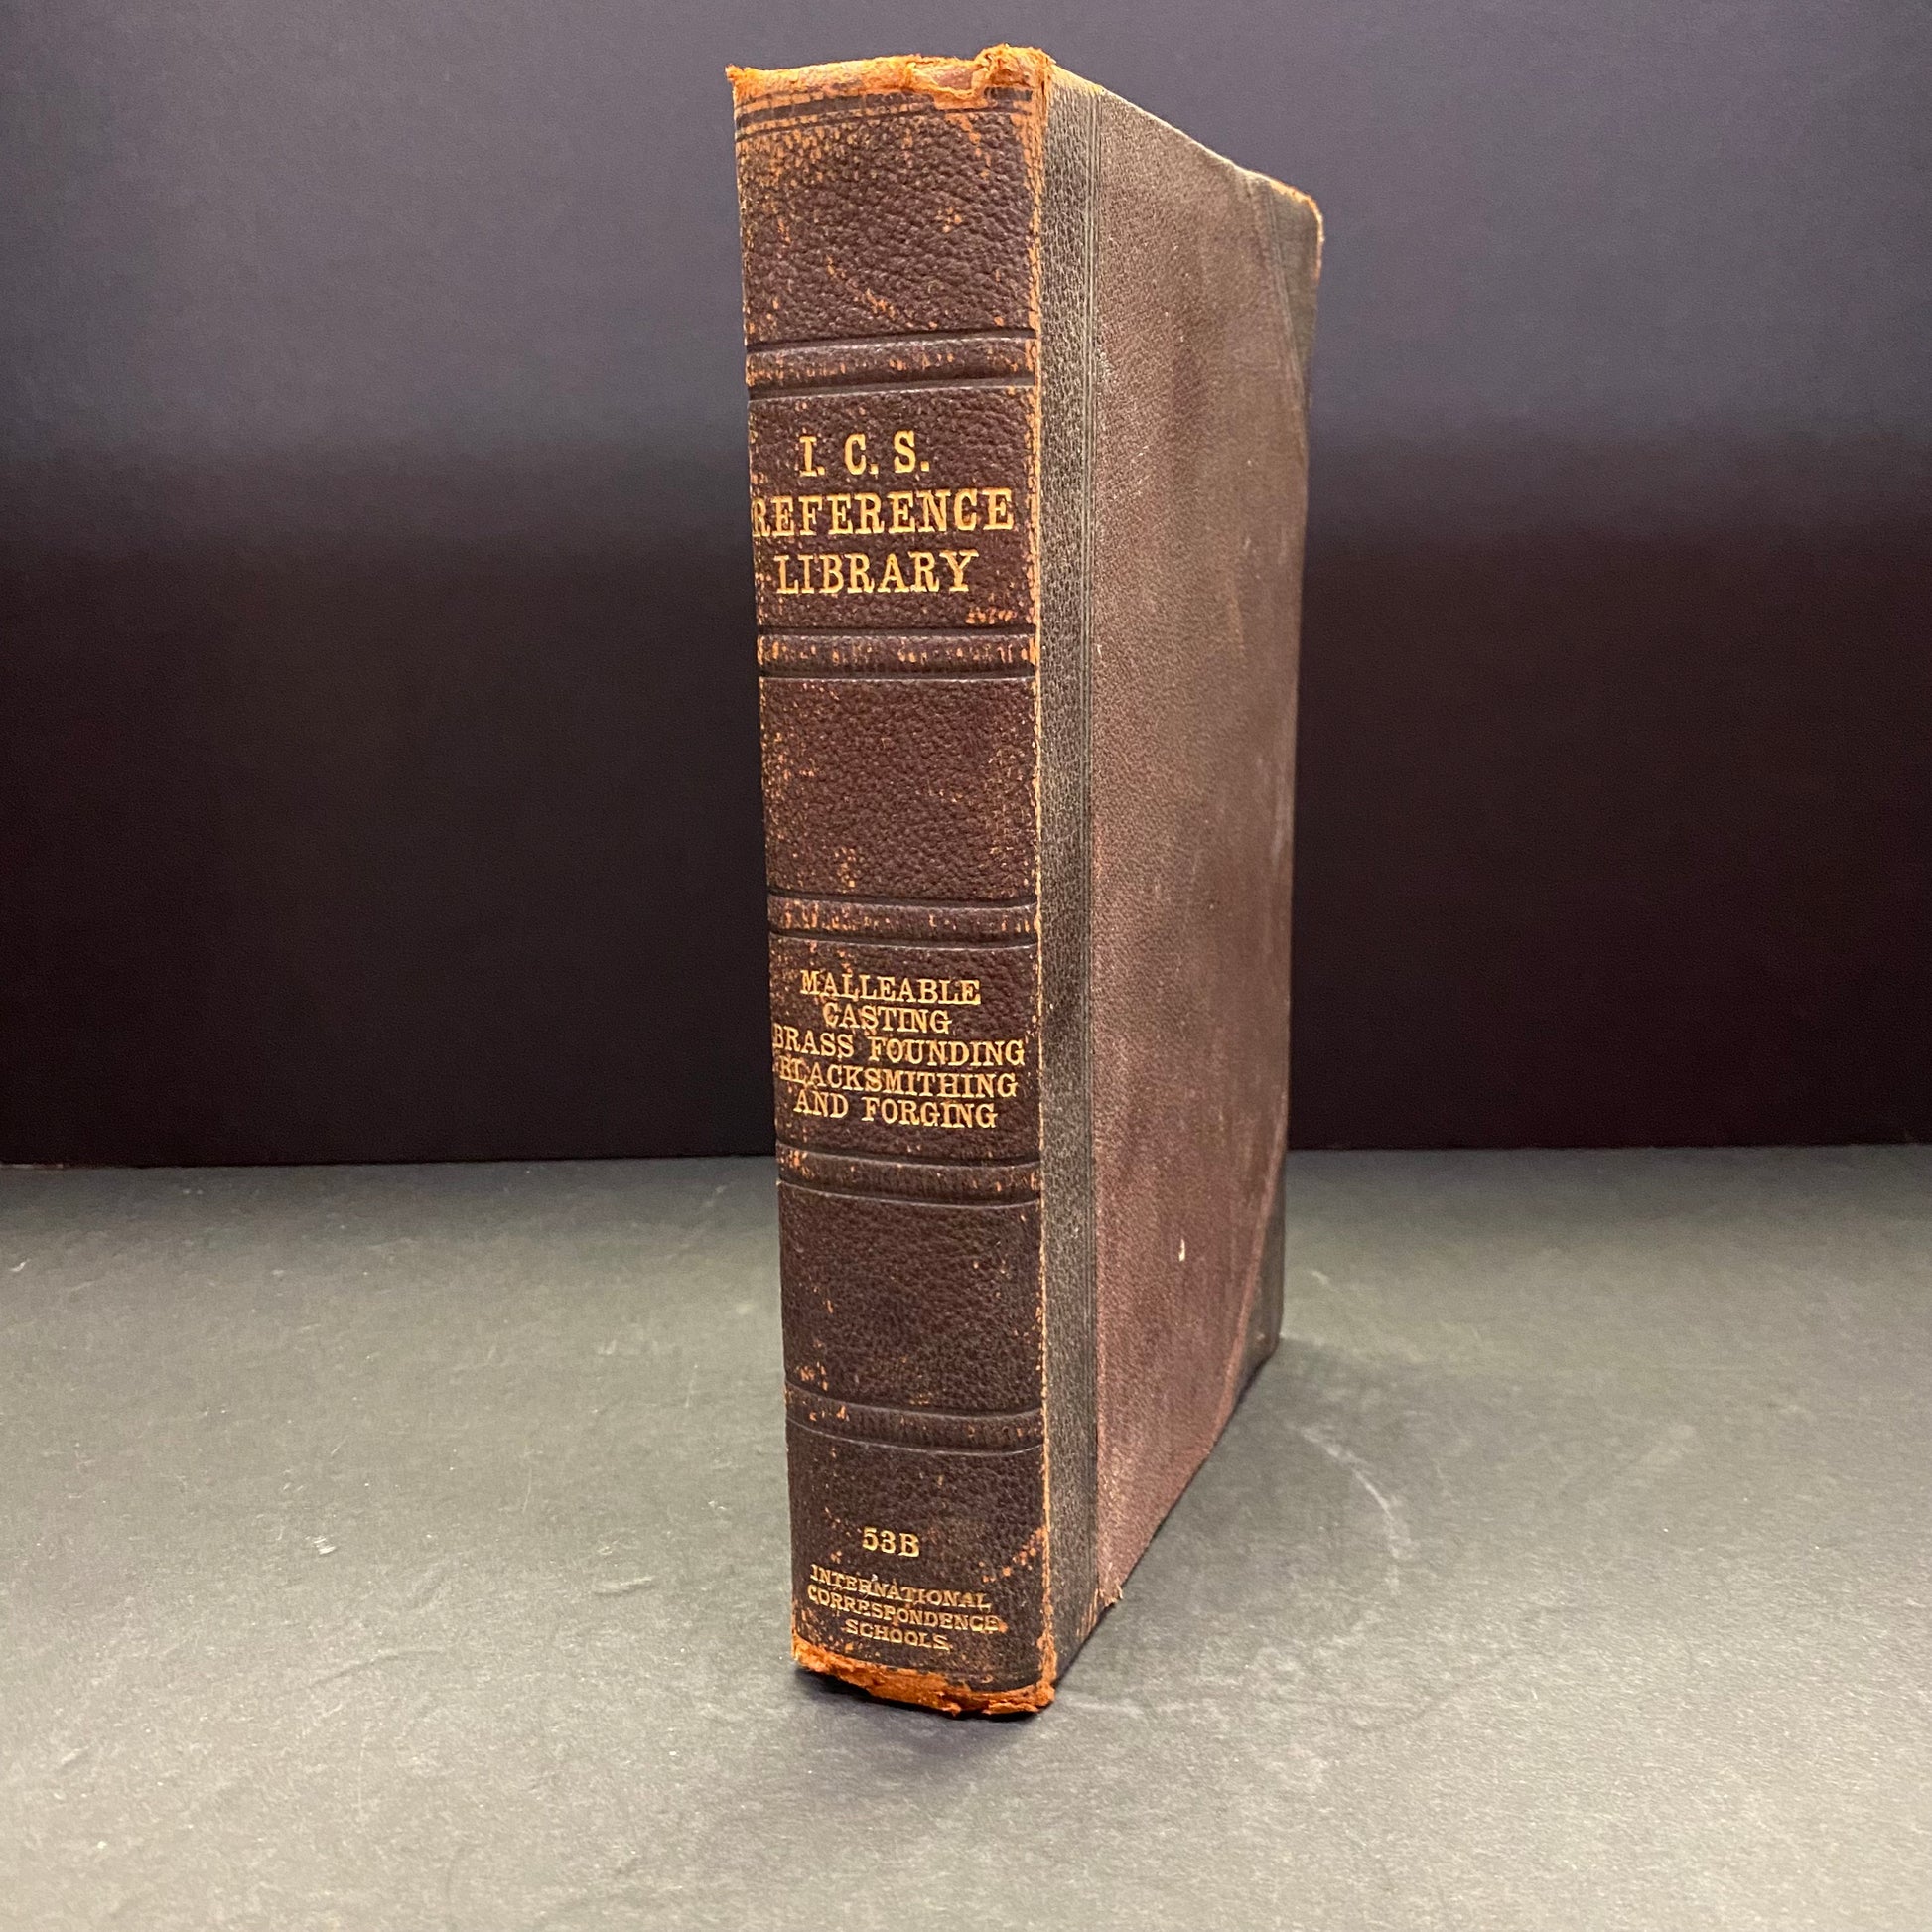 I. C. S.
REFERENCE
LIBRARY
MALLEABLE
CASTING
BRASS FOUNDING
BLACKSMITHING
AND FORGING
53B
INTERNATIONAL
CORRESPONDENCE
SCHOOLS